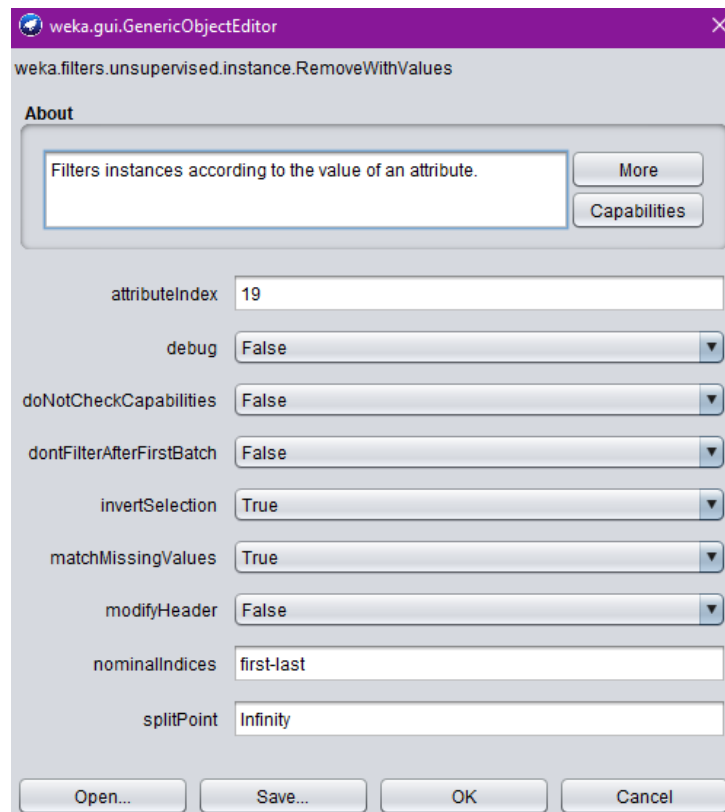 weka.gui.GenericObjectEditor
weka.filters.unsupervised.instance.RemoveWithValues
About
Filters instances according to the value of an attribute.
More
Capabilities
attributeIndex 19
debug False
doNotCheckCapabilities False
dontFilterAfterFirstBatch False
invertSelection True
matchMissingValues True
modifyHeader False
nominalIndices first-last
splitPoint Infinity
Open... Save... OK Cancel